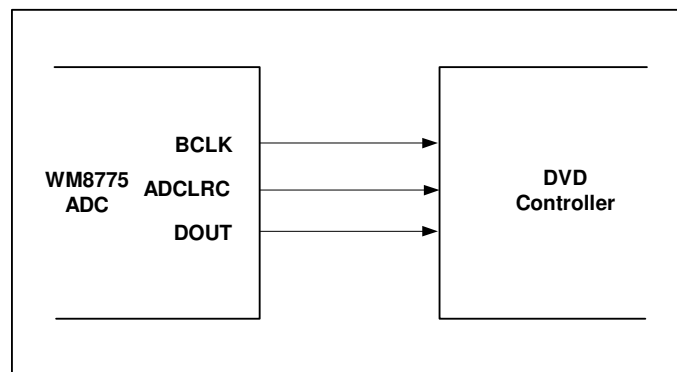 BCLK
WM8775
ADC
ADCLRC
DOUT
DVD
Controller